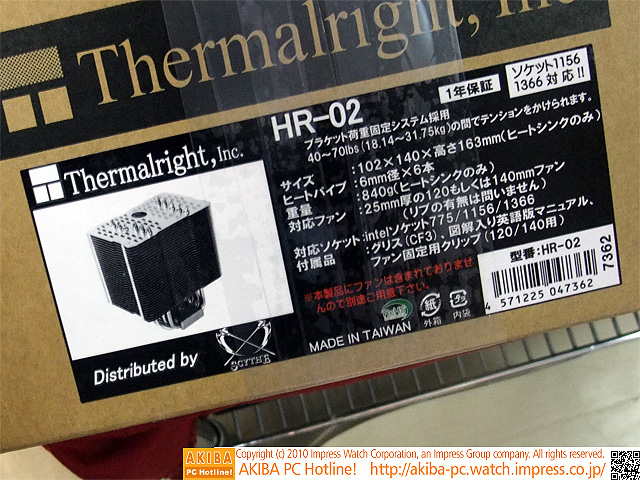 Thermalright, Inc.
ソケット1156
1366 対応!!
1年保証
HR-02
ブラケット荷重固定システム採用
40~70lbs (18.14~31.75kg)の間でテンションをかけられます。
Thermalright, Inc.
サイズ :102×140×高さ163mm(ヒートシンクのみ)
ヒートパイプ :6mm径×6本
重量 :840g(ヒートシンクのみ)
対応ファン :25mm厚の120もしくは140mmファン
(リブの有無は問いません)
対応ソケット:intelソケット775/1156/1366
付属品 :グリス(CF3)、図解入り英語版マニュアル、
ファン固定用クリップ(120/140用)
※本製品にファンは含まれておりませ
んので別途ご用意下さい。
型番:HR-02
7362
4 571225 047362
RoHS
紙
外箱
プラ
内袋
MADE IN TAIWAN
Distributed by
SCYTHE
AKIBA
PC Hotline!
Copyright (c) 2010 Impress Watch Corporation, an Impress Group company. All rights reserved.
AKIBA PC Hotline! http://akiba-pc.watch.impress.co.jp/